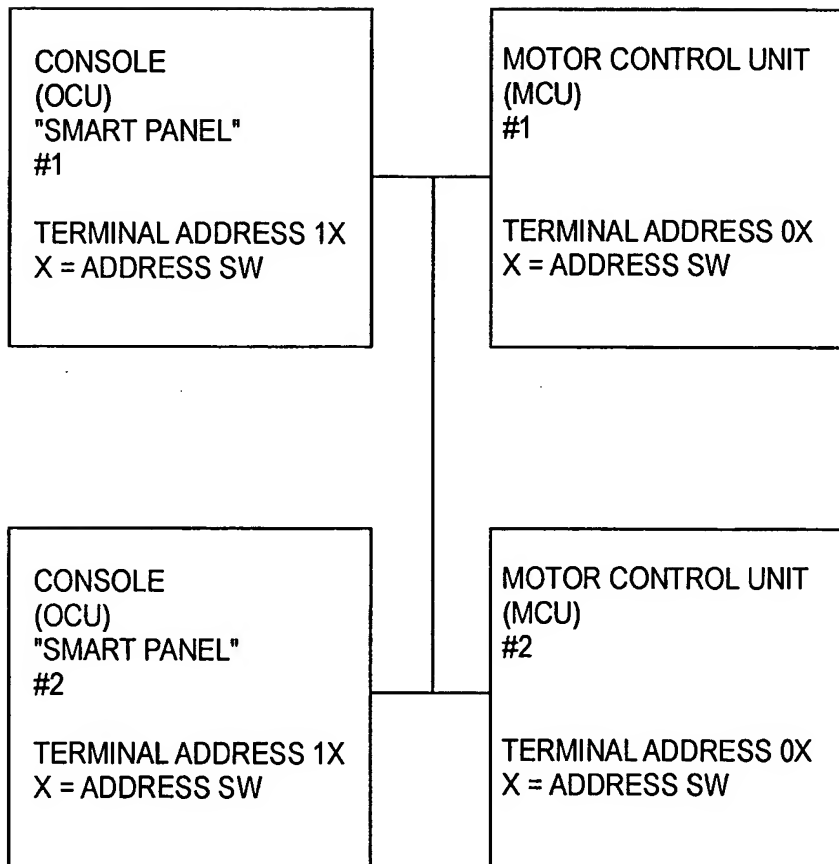 CONSOLE
(OCU)
"SMART PANEL"
#1
TERMINAL ADDRESS 1X
X = ADDRESS SW
MOTOR CONTROL UNIT
(MCU)
#1
TERMINAL ADDRESS 0X
X = ADDRESS SW
CONSOLE
(OCU)
"SMART PANEL"
#2
TERMINAL ADDRESS 1X
X = ADDRESS SW
MOTOR CONTROL UNIT
(MCU)
#2
TERMINAL ADDRESS 0X
X = ADDRESS SW